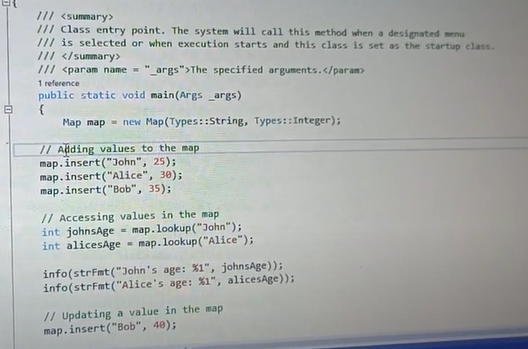 {
/// <summary>
/// Class entry point. The system will call this method when a designated menu
/// is selected or when execution starts and this class is set as the startup class.
/// </summary>
/// <param name = "_args">The specified arguments.</param>
1 reference
public static void main(Args _args)
{
Map map = new Map(Types::String, Types::Integer);
// Adding values to the map
map.insert("John", 25);
map.insert("Alice", 30);
map.insert("Bob", 35);
// Accessing values in the map
int johnsAge = map.lookup("John");
int alicesAge = map.lookup("Alice");
info(strFmt("John's age: %1", johnsAge));
info(strFmt("Alice's age: %1", alicesAge));
// Updating a value in the map
map.insert("Bob", 40);